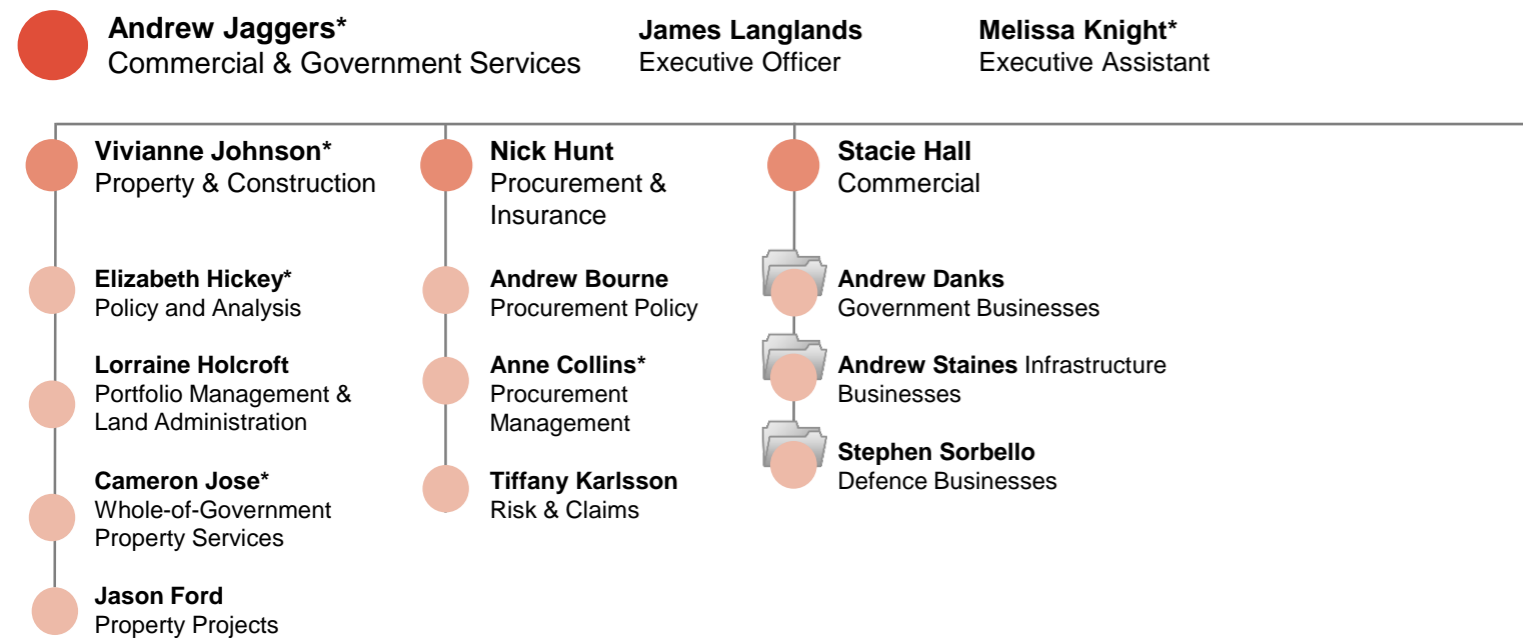 Andrew Jaggers*
Commercial & Government Services
James Langlands
Executive Officer
Melissa Knight*
Executive Assistant
Vivianne Johnson*
Property & Construction
Elizabeth Hickey*
Policy and Analysis
Lorraine Holcroft
Portfolio Management &
Land Administration
Cameron Jose*
Whole-of-Government
Property Services
Jason Ford
Property Projects
Nick Hunt
Procurement &
Insurance
Andrew Bourne
Procurement Policy
Anne Collins*
Procurement
Management
Tiffany Karlsson
Risk & Claims
Stacie Hall
Commercial
Andrew Danks
Government Businesses
Andrew Staines Infrastructure
Businesses
Stephen Sorbello
Defence Businesses